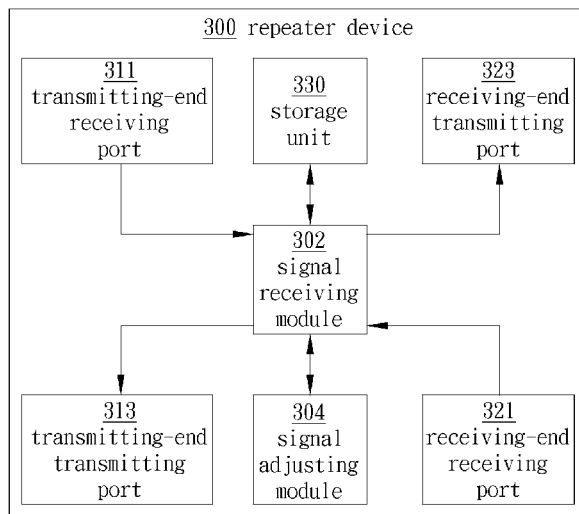 300 repeater device
311
transmitting-end
receiving
port
330
storage
unit
323
receiving-end
transmitting
port
302
signal
receiving
module
313
transmitting-end
transmitting
port
304
signal
adjusting
module
321
receiving-end
receiving
port